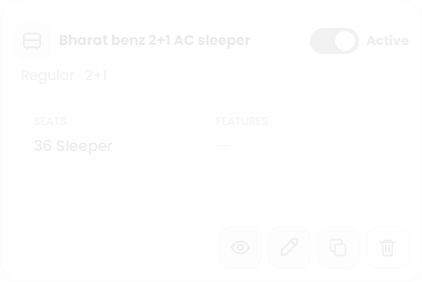 Bharat benz 2+1 AC sleeper
Active
Regular · 2+1
SEATS
FEATURES
36 Sleeper
—